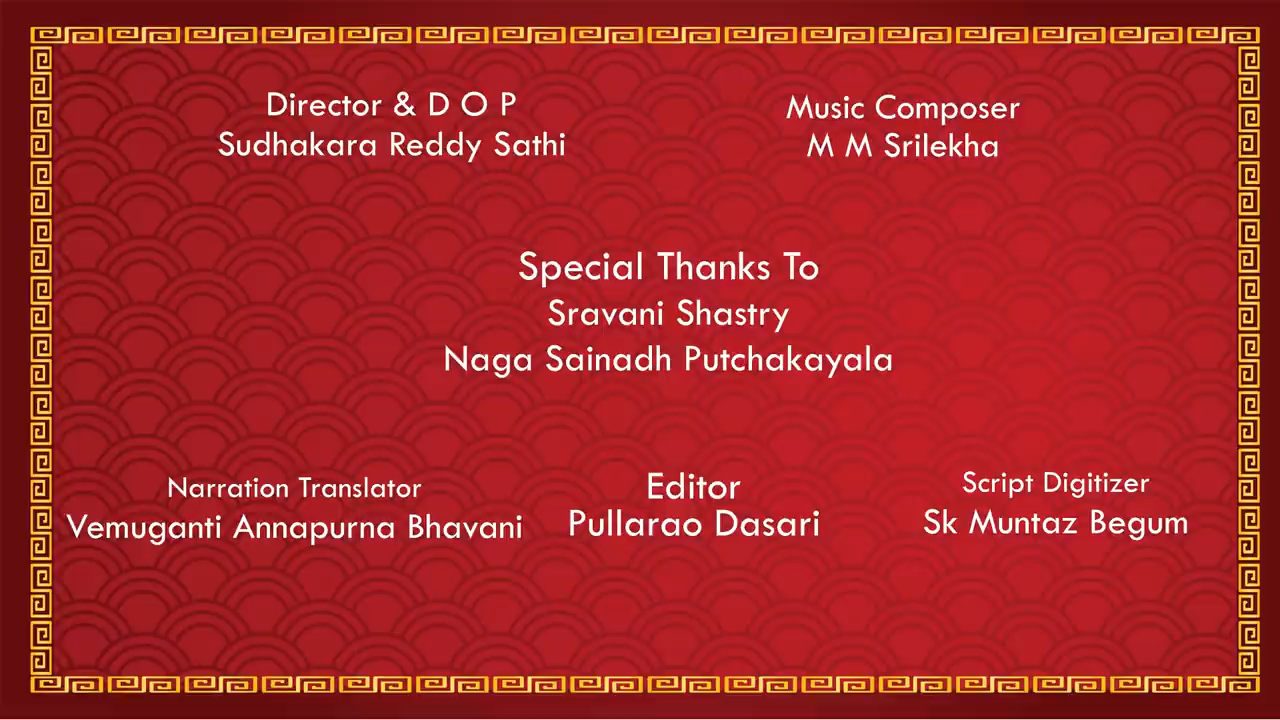 Director & D O P
Sudhakara Reddy Sathi
Music Composer
M M Srilekha
Special Thanks To
Sravani Shastry
Naga Sainadh Putchakayala
Narration Translator
Vemuganti Annapurna Bhavani
Editor
Pullarao Dasari
Script Digitizer
Sk Muntaz Begum